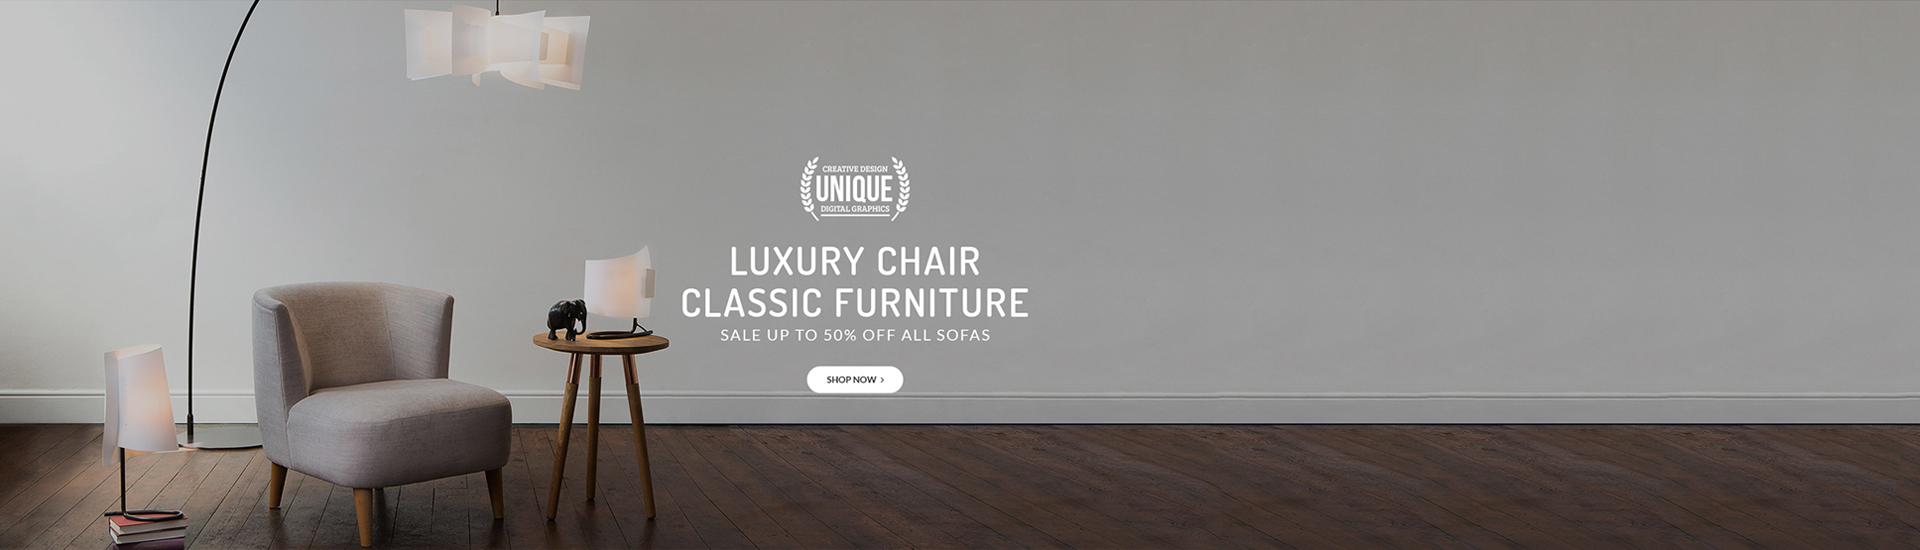 CREATIVE DESIGN
UNIQUE
DIGITAL GRAPHICS
LUXURY CHAIR
CLASSIC FURNITURE
SALE UP TO 50% OFF ALL SOFAS
SHOP NOW ›